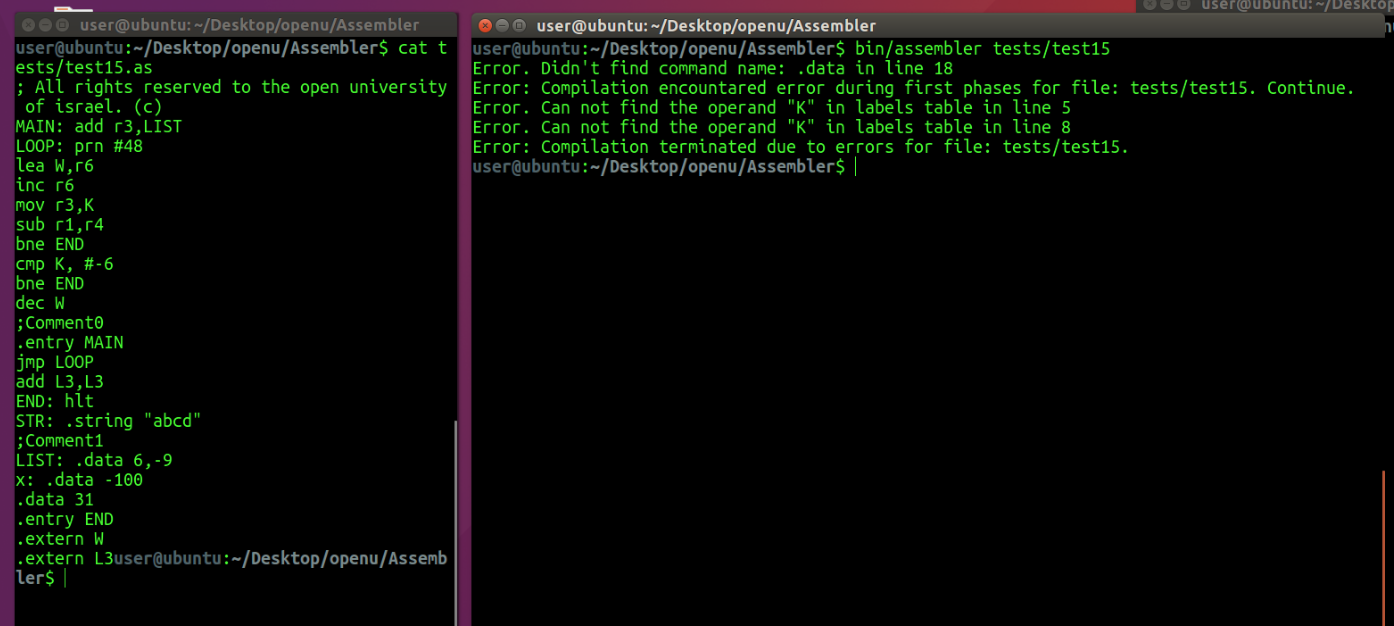 user@ubuntu: ~/Desktop/openu/Assembler
user@ubuntu:~/Desktop/openu/Assembler$ cat t
ests/test15.as
; All rights reserved to the open university
 of israel. (c)
MAIN: add r3,LIST
LOOP: prn #48
lea W,r6
inc r6
mov r3,K
sub r1,r4
bne END
cmp K, #-6
bne END
dec W
;Comment0
.entry MAIN
jmp LOOP
add L3,L3
END: hlt
STR: .string "abcd"
;Comment1
LIST: .data 6,-9
x: .data -100
.data 31
.entry END
.extern W
.extern L3user@ubuntu:~/Desktop/openu/Assemb
ler$
user@ubuntu: ~/Desktop/openu/Assembler
user@ubuntu:~/Desktop/openu/Assembler$ bin/assembler tests/test15
Error. Didn't find command name: .data in line 18
Error: Compilation encountared error during first phases for file: tests/test15. Continue.
Error. Can not find the operand "K" in labels table in line 5
Error. Can not find the operand "K" in labels table in line 8
Error: Compilation terminated due to errors for file: tests/test15.
user@ubuntu:~/Desktop/openu/Assembler$
user@ubuntu: ~/Desktop